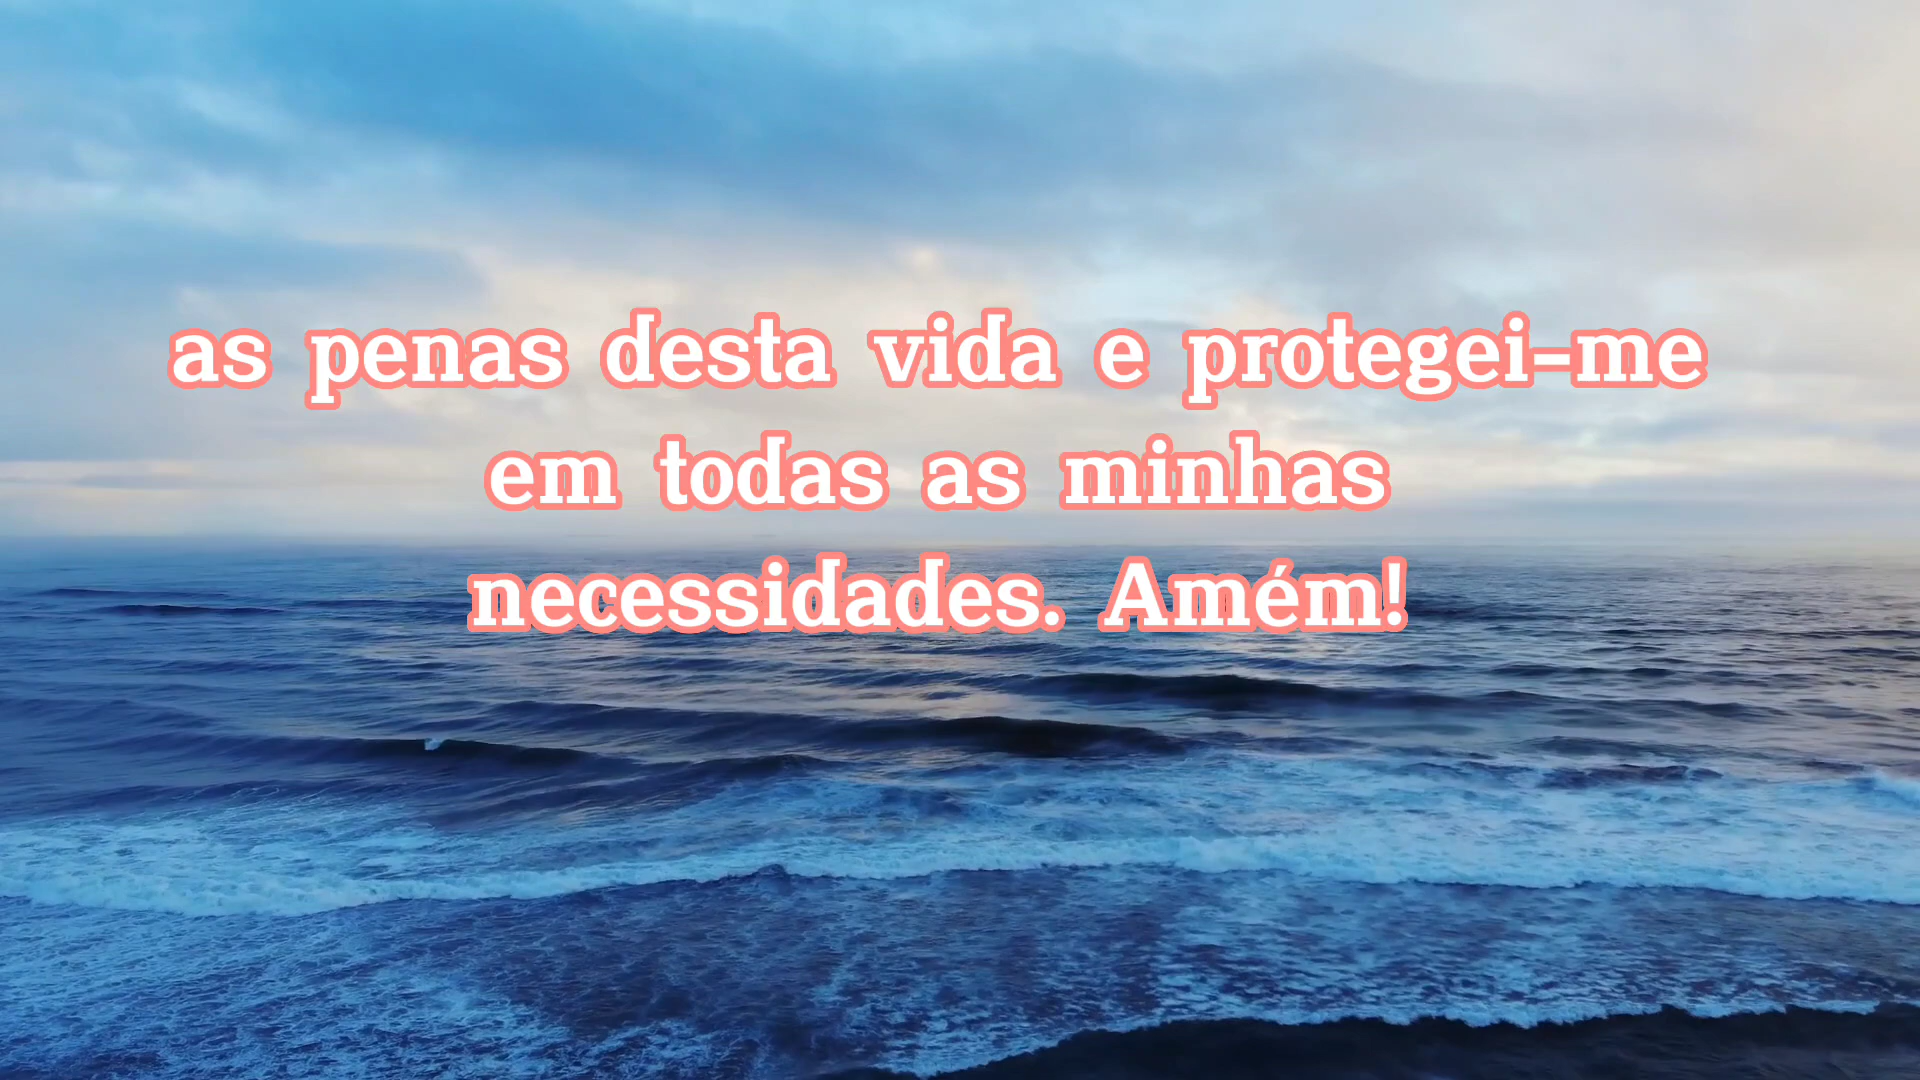 as penas desta vida e protegei-me
em todas as minhas
necessidades. Amém!